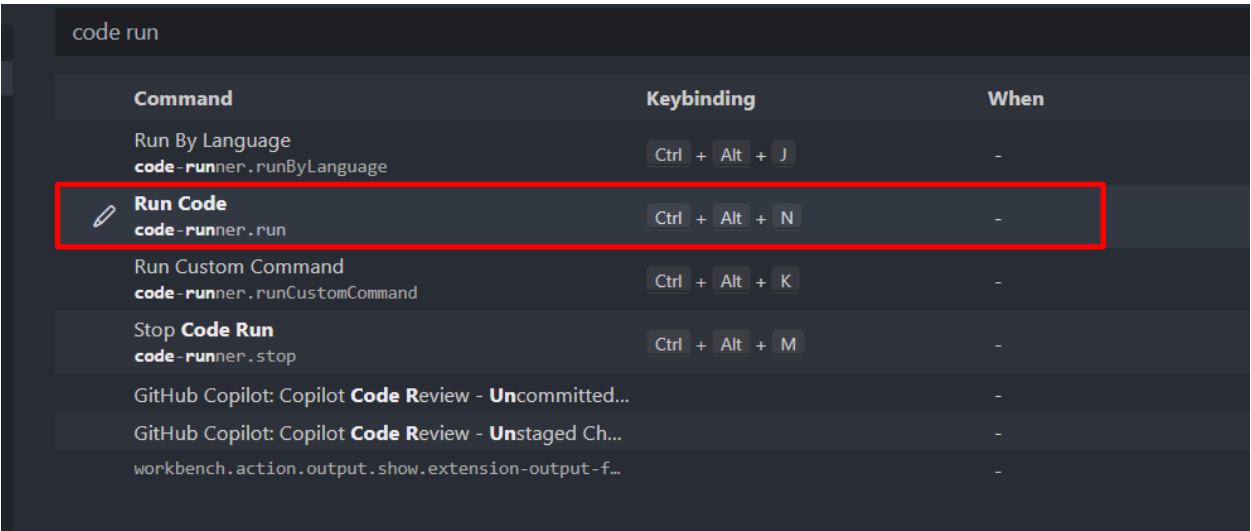 code run
Command Keybinding When
Run By Language
code-runner.runByLanguage
Ctrl + Alt + J -
Run Code
code-runner.run
Ctrl + Alt + N -
Run Custom Command
code-runner.runCustomCommand
Ctrl + Alt + K -
Stop Code Run
code-runner.stop
Ctrl + Alt + M -
GitHub Copilot: Copilot Code Review - Uncommitted... -
GitHub Copilot: Copilot Code Review - Unstaged Ch... -
workbench.action.output.show.extension-output-f… -